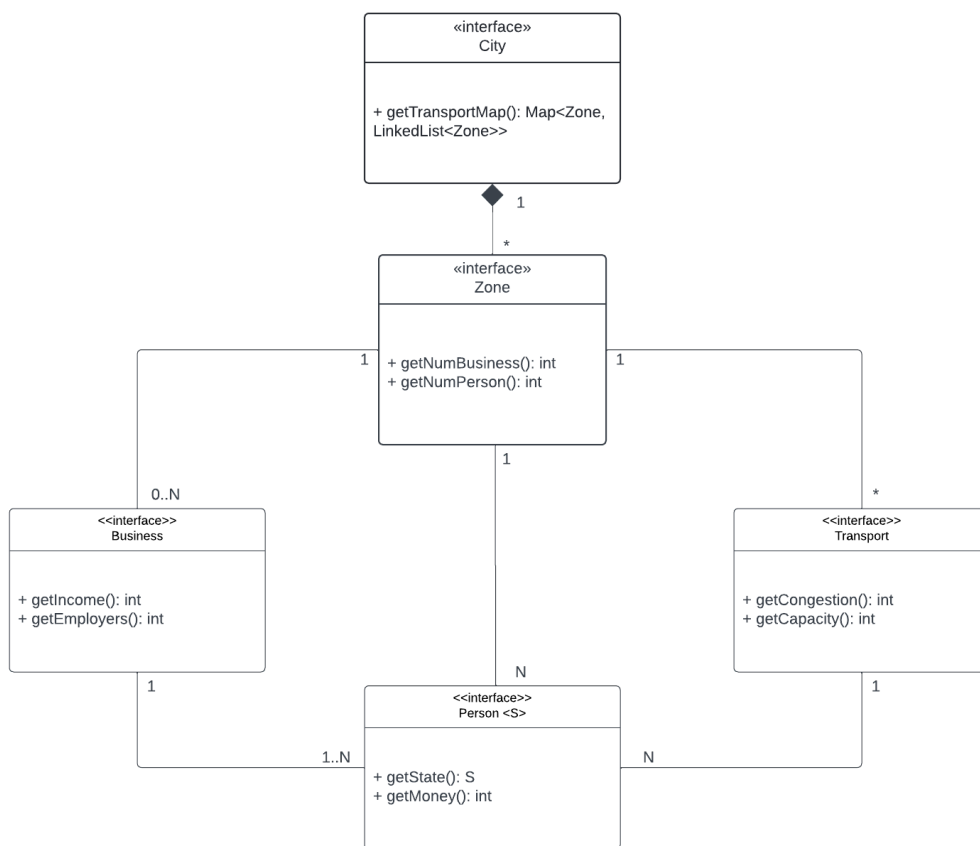 «interface»
City
+ getTransportMap(): Map<Zone,
LinkedList<Zone>>
1
*
«interface»
Zone
+ getNumBusiness(): int
+ getNumPerson(): int
1
1
1
0..N
*
<<interface>>
Business
+ getIncome(): int
+ getEmployers(): int
<<interface>>
Transport
+ getCongestion(): int
+ getCapacity(): int
1
1
N
1..N
N
<<interface>>
Person <S>
+ getState(): S
+ getMoney(): int